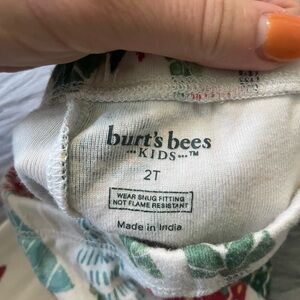 burt's bees
KIDS™
2T
WEAR SNUG FITTING
NOT FLAME RESISTANT
Made in India